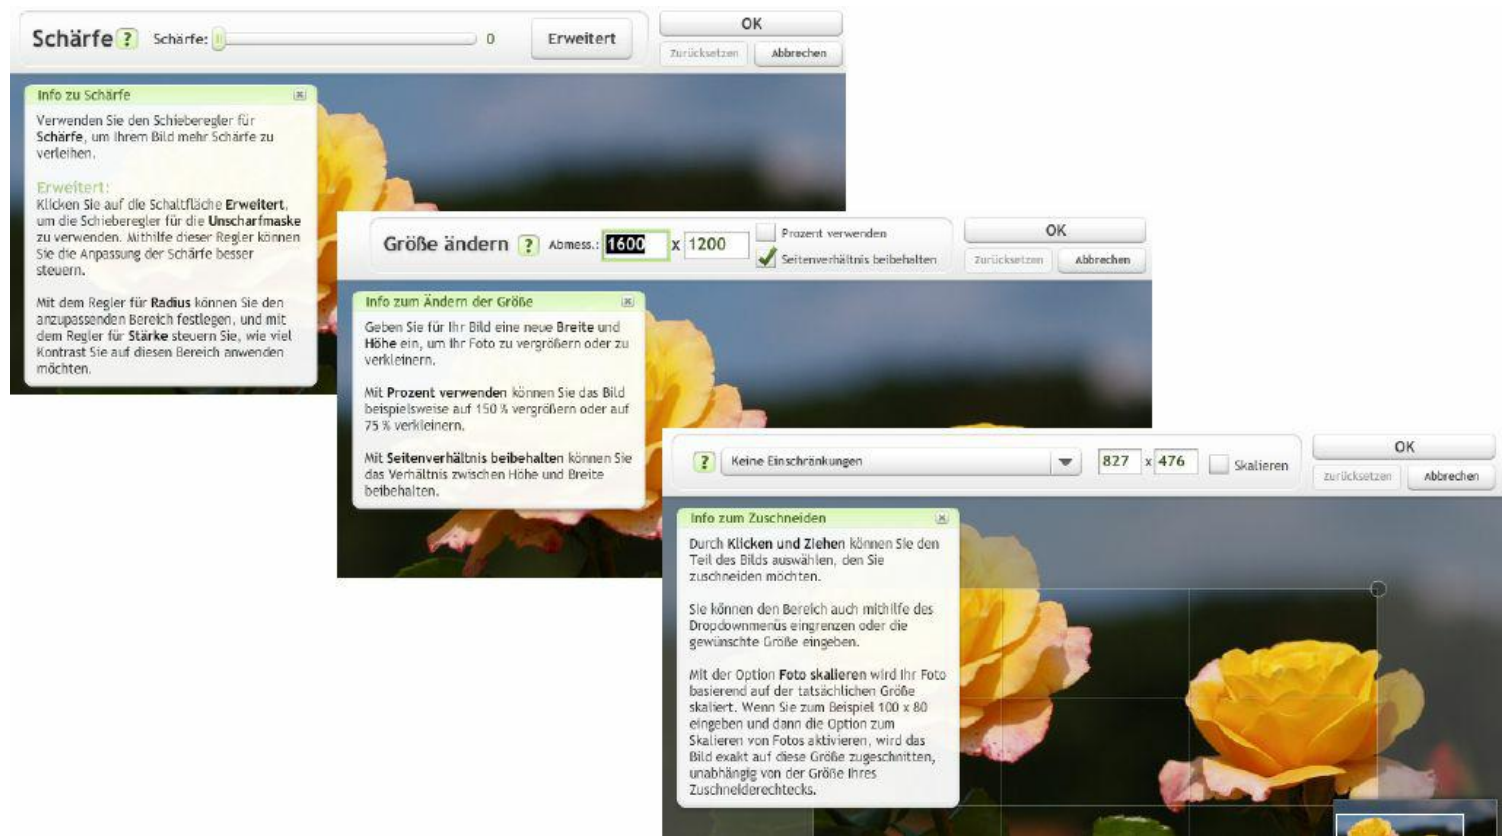 Schärfe ? Schärfe: 0 Erweitert
OK
Zurücksetzen Abbrechen
Info zu Schärfe
Verwenden Sie den Schieberegler für
Schärfe, um Ihrem Bild mehr Schärfe zu
verleihen.
Erweitert:
Klicken Sie auf die Schaltfläche Erweitert,
um die Schieberegler für die Unscharfmaske
zu verwenden. Mithilfe dieser Regler können
Sie die Anpassung der Schärfe besser
steuern.
Mit dem Regler für Radius können Sie den
anzupassenden Bereich festlegen, und mit
dem Regler für Stärke steuern Sie, wie viel
Kontrast Sie auf diesen Bereich anwenden
möchten.
Größe ändern ? Abmess.: 1600 x 1200
Prozent verwenden
Seitenverhältnis beibehalten
OK
Zurücksetzen Abbrechen
Info zum Ändern der Größe
Geben Sie für Ihr Bild eine neue Breite und
Höhe ein, um Ihr Foto zu vergrößern oder zu
verkleinern.
Mit Prozent verwenden können Sie das Bild
beispielsweise auf 150 % vergrößern oder auf
75 % verkleinern.
Mit Seitenverhältnis beibehalten können Sie
das Verhältnis zwischen Höhe und Breite
beibehalten.
? Keine Einschränkungen 827 x 476 Skalieren
OK
Zurücksetzen Abbrechen
Info zum Zuschneiden
Durch Klicken und Ziehen können Sie den
Teil des Bilds auswählen, den Sie
zuschneiden möchten.
Sie können den Bereich auch mithilfe des
Dropdownmenüs eingrenzen oder die
gewünschte Größe eingeben.
Mit der Option Foto skalieren wird Ihr Foto
basierend auf der tatsächlichen Größe
skaliert. Wenn Sie zum Beispiel 100 x 80
eingeben und dann die Option zum
Skalieren von Fotos aktivieren, wird das
Bild exakt auf diese Größe zugeschnitten,
unabhängig von der Größe Ihres
Zuschneiderechtecks.